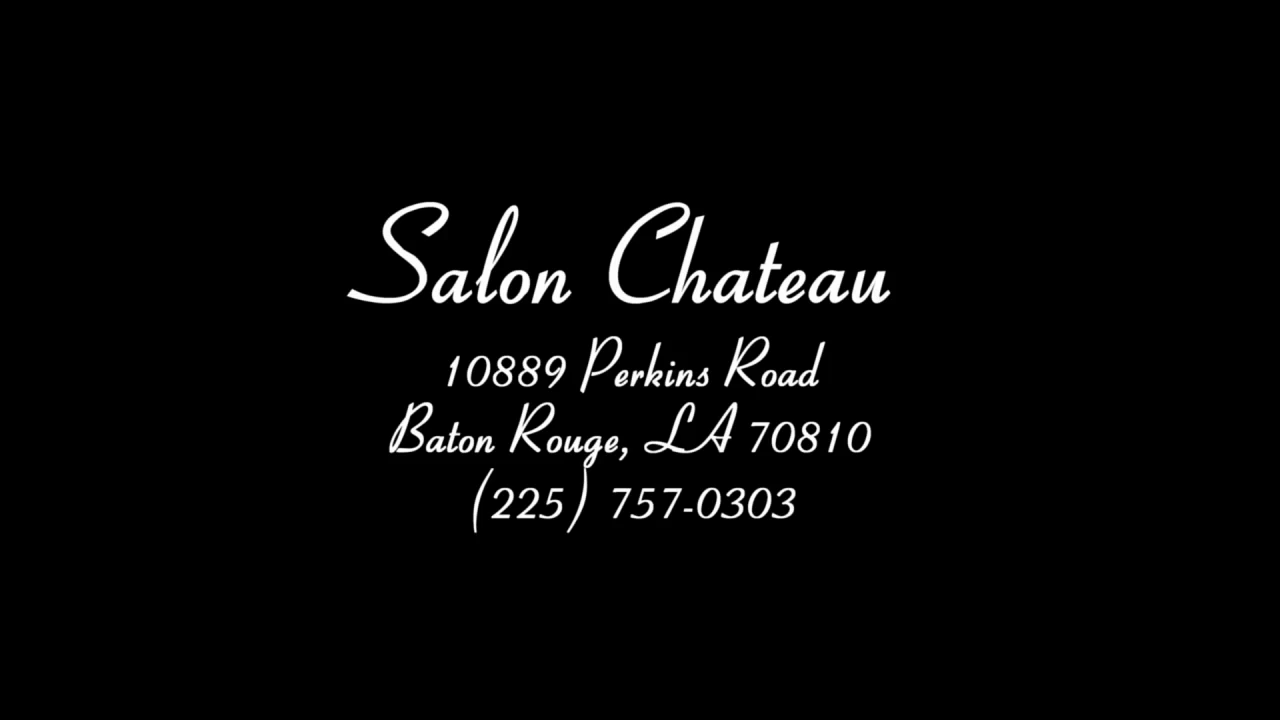 Salon Chateau
10889 Perkins Road
Baton Rouge, LA 70810
(225) 757-0303